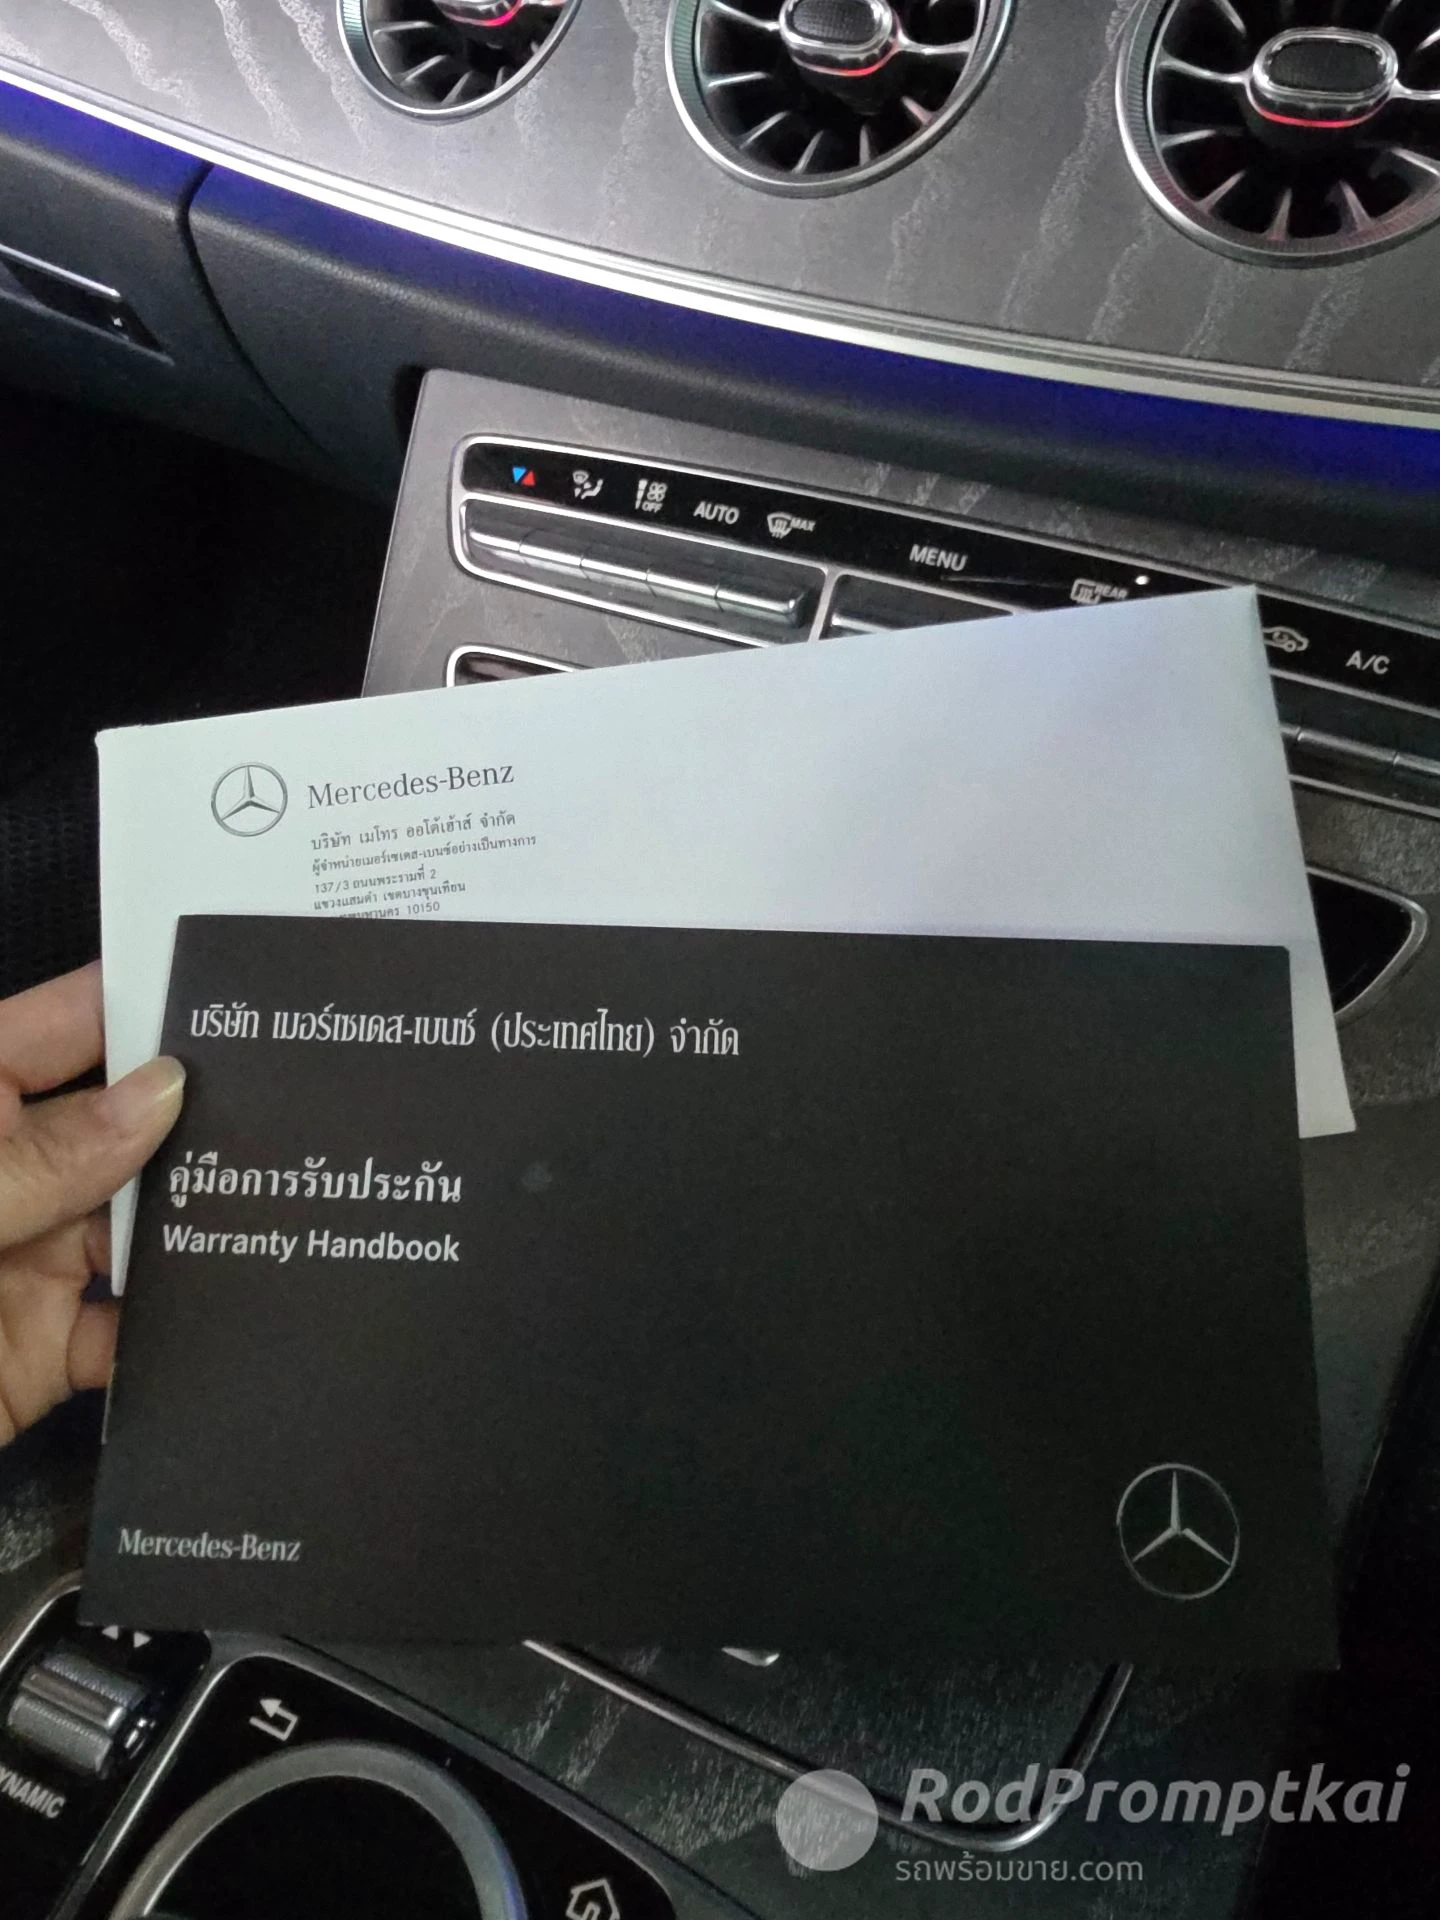 OFF
AUTO
MAX
MENU
REAR
A/C
Mercedes-Benz
บริษัท เมโทร ออโต้เฮ้าส์ จำกัด
ผู้จำหน่ายเมอร์เซเดส-เบนซ์อย่างเป็นทางการ
137/3 ถนนพระรามที่ 2
แขวงแสมดำ เขตบางขุนเทียน
10150
บริษัท เมอร์เซเดส-เบนซ์ (ประเทศไทย) จำกัด
คู่มือการรับประกัน
Warranty Handbook
Mercedes-Benz
RodPromptkai
รถพร้อมขาย.com